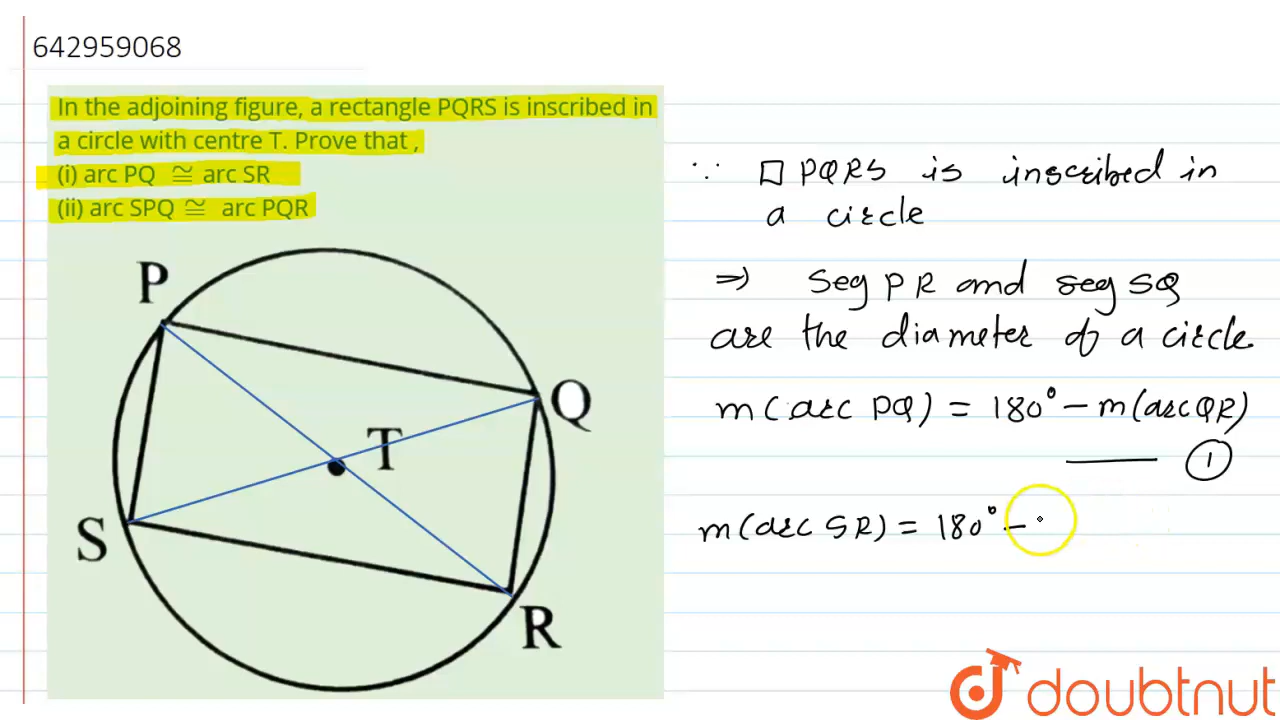 642959068
In the adjoining figure, a rectangle PQRS is inscribed in
a circle with centre T. Prove that ,
(i) arc PQ ≅ arc SR
(ii) arc SPQ ≅ arc PQR
P
Q
T
S
R
∵ □ PQRS is inscribed in
a circle
⇒ Seg PR and seg SQ
are the diameter of a circle.
m(arc PQ) = 180° - m(arc QR)
1
m(arc SR) = 180° -
doubtnut